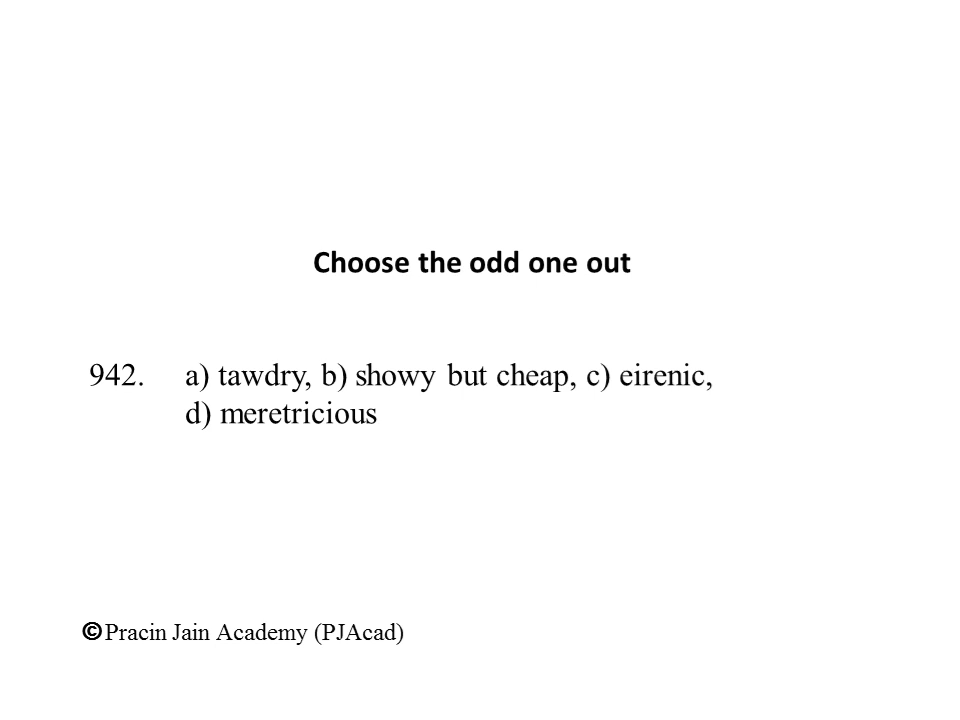 Choose the odd one out
942. a) tawdry, b) showy but cheap, c) eirenic,
d) meretricious
©Pracin Jain Academy (PJAcad)